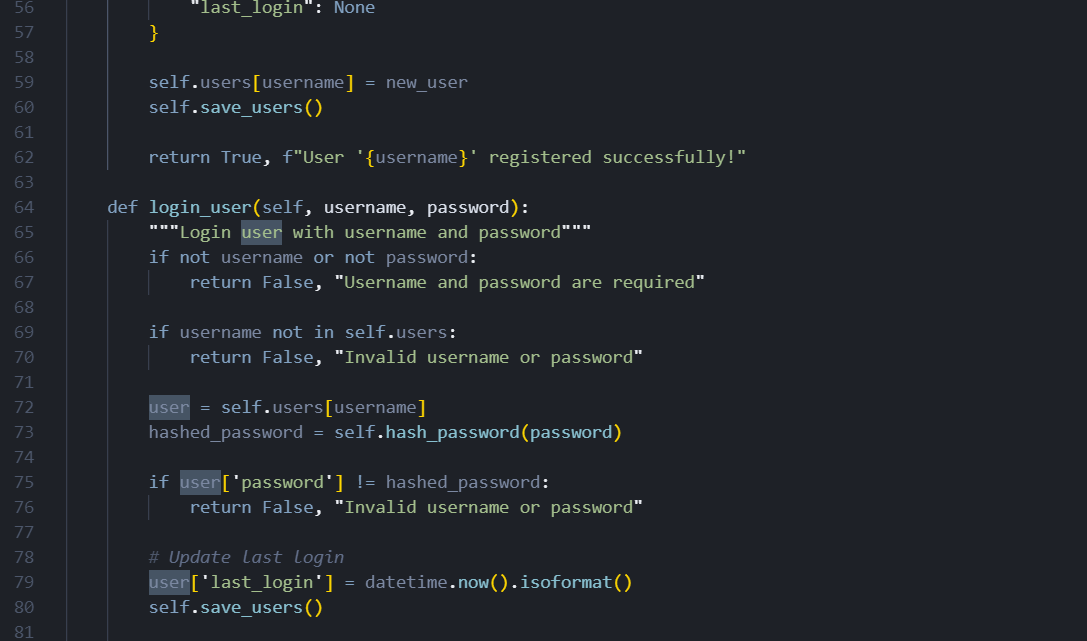 56 "last_login": None
57 }
58
59 self.users[username] = new_user
60 self.save_users()
61
62 return True, f"User '{username}' registered successfully!"
63
64 def login_user(self, username, password):
65 """Login user with username and password"""
66 if not username or not password:
67 return False, "Username and password are required"
68
69 if username not in self.users:
70 return False, "Invalid username or password"
71
72 user = self.users[username]
73 hashed_password = self.hash_password(password)
74
75 if user['password'] != hashed_password:
76 return False, "Invalid username or password"
77
78 # Update last login
79 user['last_login'] = datetime.now().isoformat()
80 self.save_users()
81